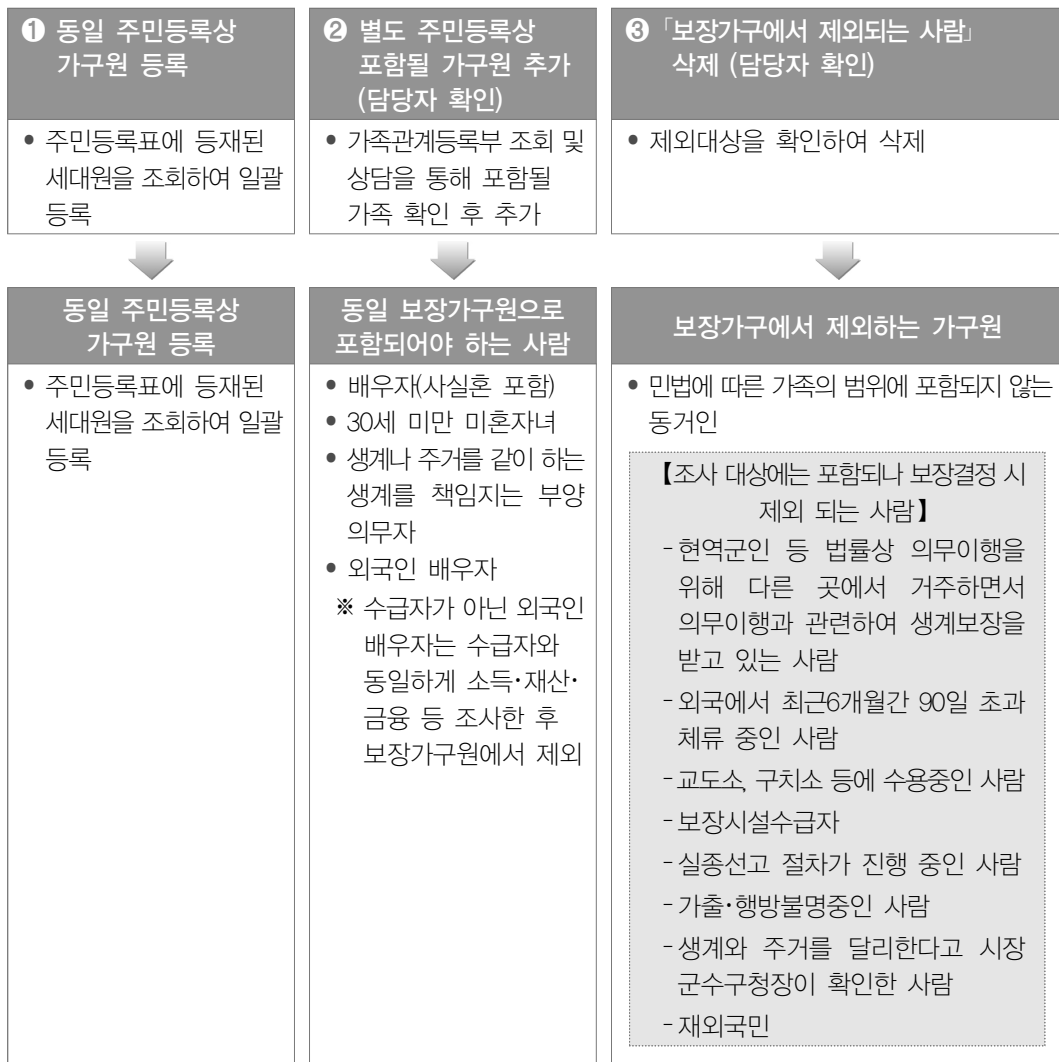 ❶ 동일 주민등록상
가구원 등록
• 주민등록표에 등재된
세대원을 조회하여 일괄
등록
❷ 별도 주민등록상
포함될 가구원 추가
(담당자 확인)
• 가족관계등록부 조회 및
상담을 통해 포함될
가족 확인 후 추가
❸ 「보장가구에서 제외되는 사람」
삭제 (담당자 확인)
• 제외대상을 확인하여 삭제
동일 주민등록상
가구원 등록
• 주민등록표에 등재된
세대원을 조회하여 일괄
등록
동일 보장가구원으로
포함되어야 하는 사람
• 배우자(사실혼 포함)
• 30세 미만 미혼자녀
• 생계나 주거를 같이 하는
생계를 책임지는 부양
의무자
• 외국인 배우자
※ 수급자가 아닌 외국인
배우자는 수급자와
동일하게 소득·재산·
금융 등 조사한 후
보장가구원에서 제외
보장가구에서 제외하는 가구원
• 민법에 따른 가족의 범위에 포함되지 않는
동거인
【조사 대상에는 포함되나 보장결정 시
제외 되는 사람】
- 현역군인 등 법률상 의무이행을
위해 다른 곳에서 거주하면서
의무이행과 관련하여 생계보장을
받고 있는 사람
- 외국에서 최근6개월간 90일 초과
체류 중인 사람
- 교도소, 구치소 등에 수용중인 사람
- 보장시설수급자
- 실종선고 절차가 진행 중인 사람
- 가출·행방불명중인 사람
- 생계와 주거를 달리한다고 시장
군수구청장이 확인한 사람
- 재외국민